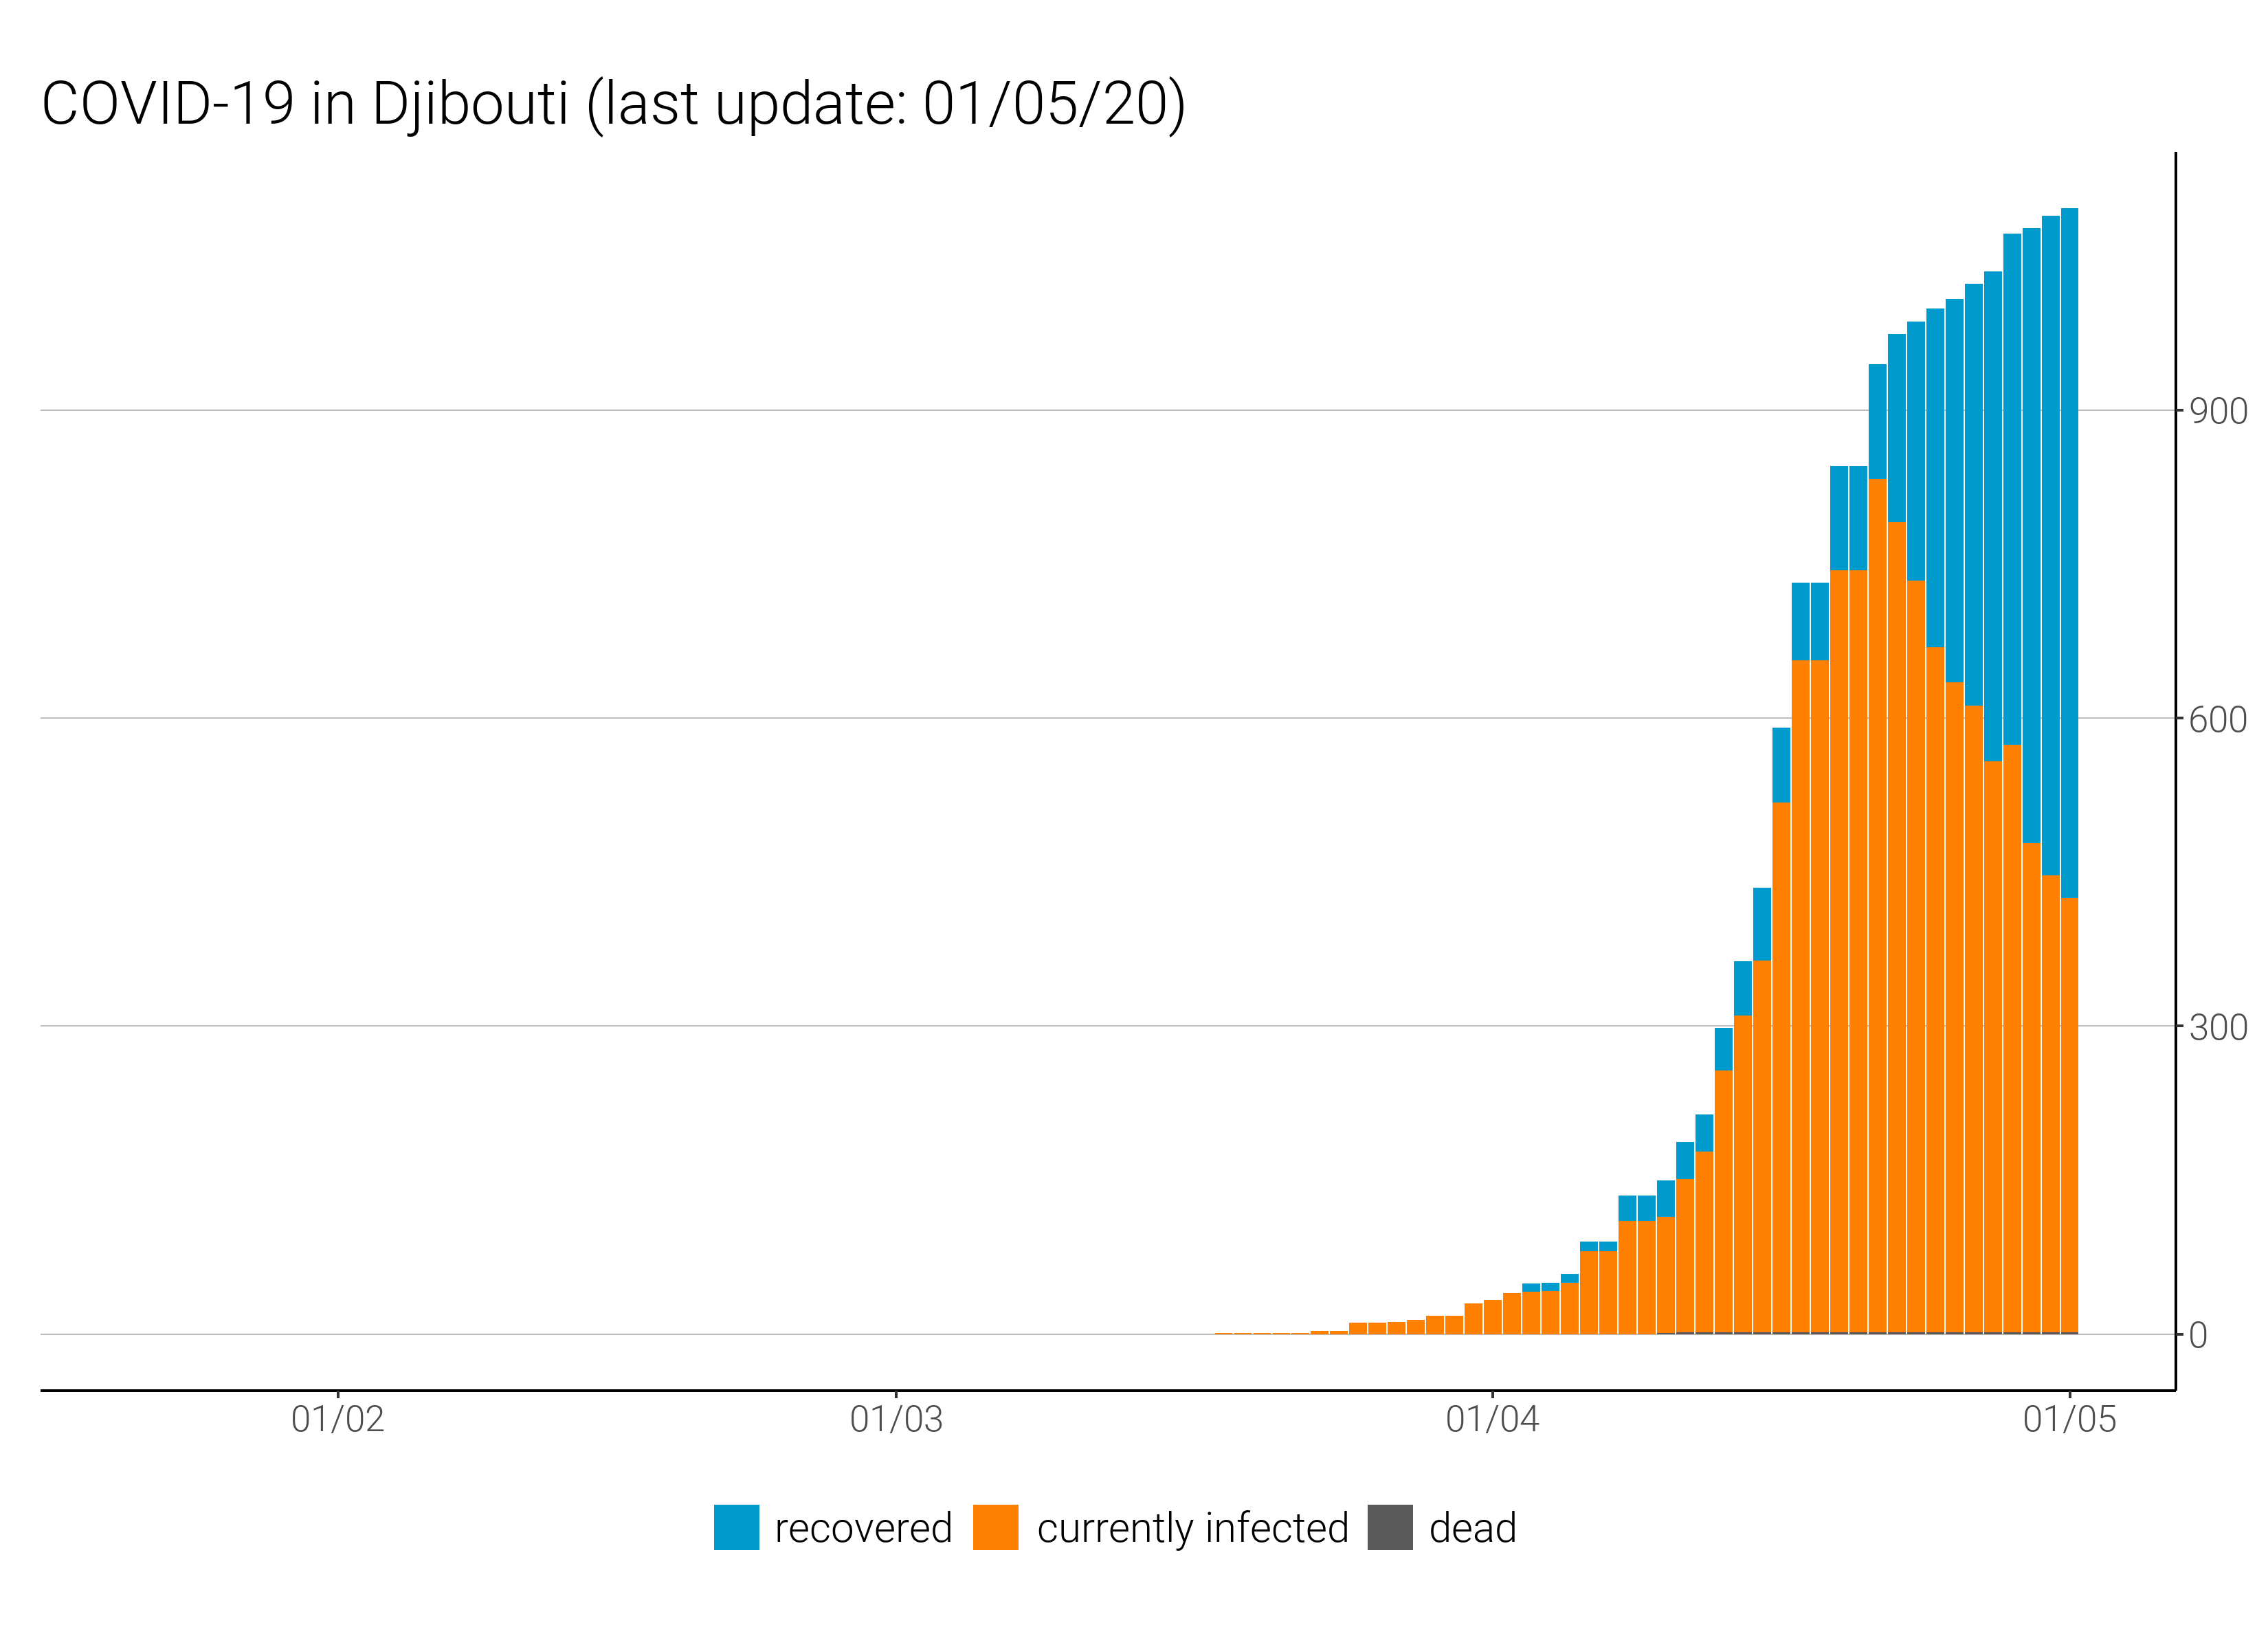 COVID-19 in Djibouti (last update: 01/05/20)
900
600
300
0
01/02 01/03 01/04 01/05
recovered currently infected dead